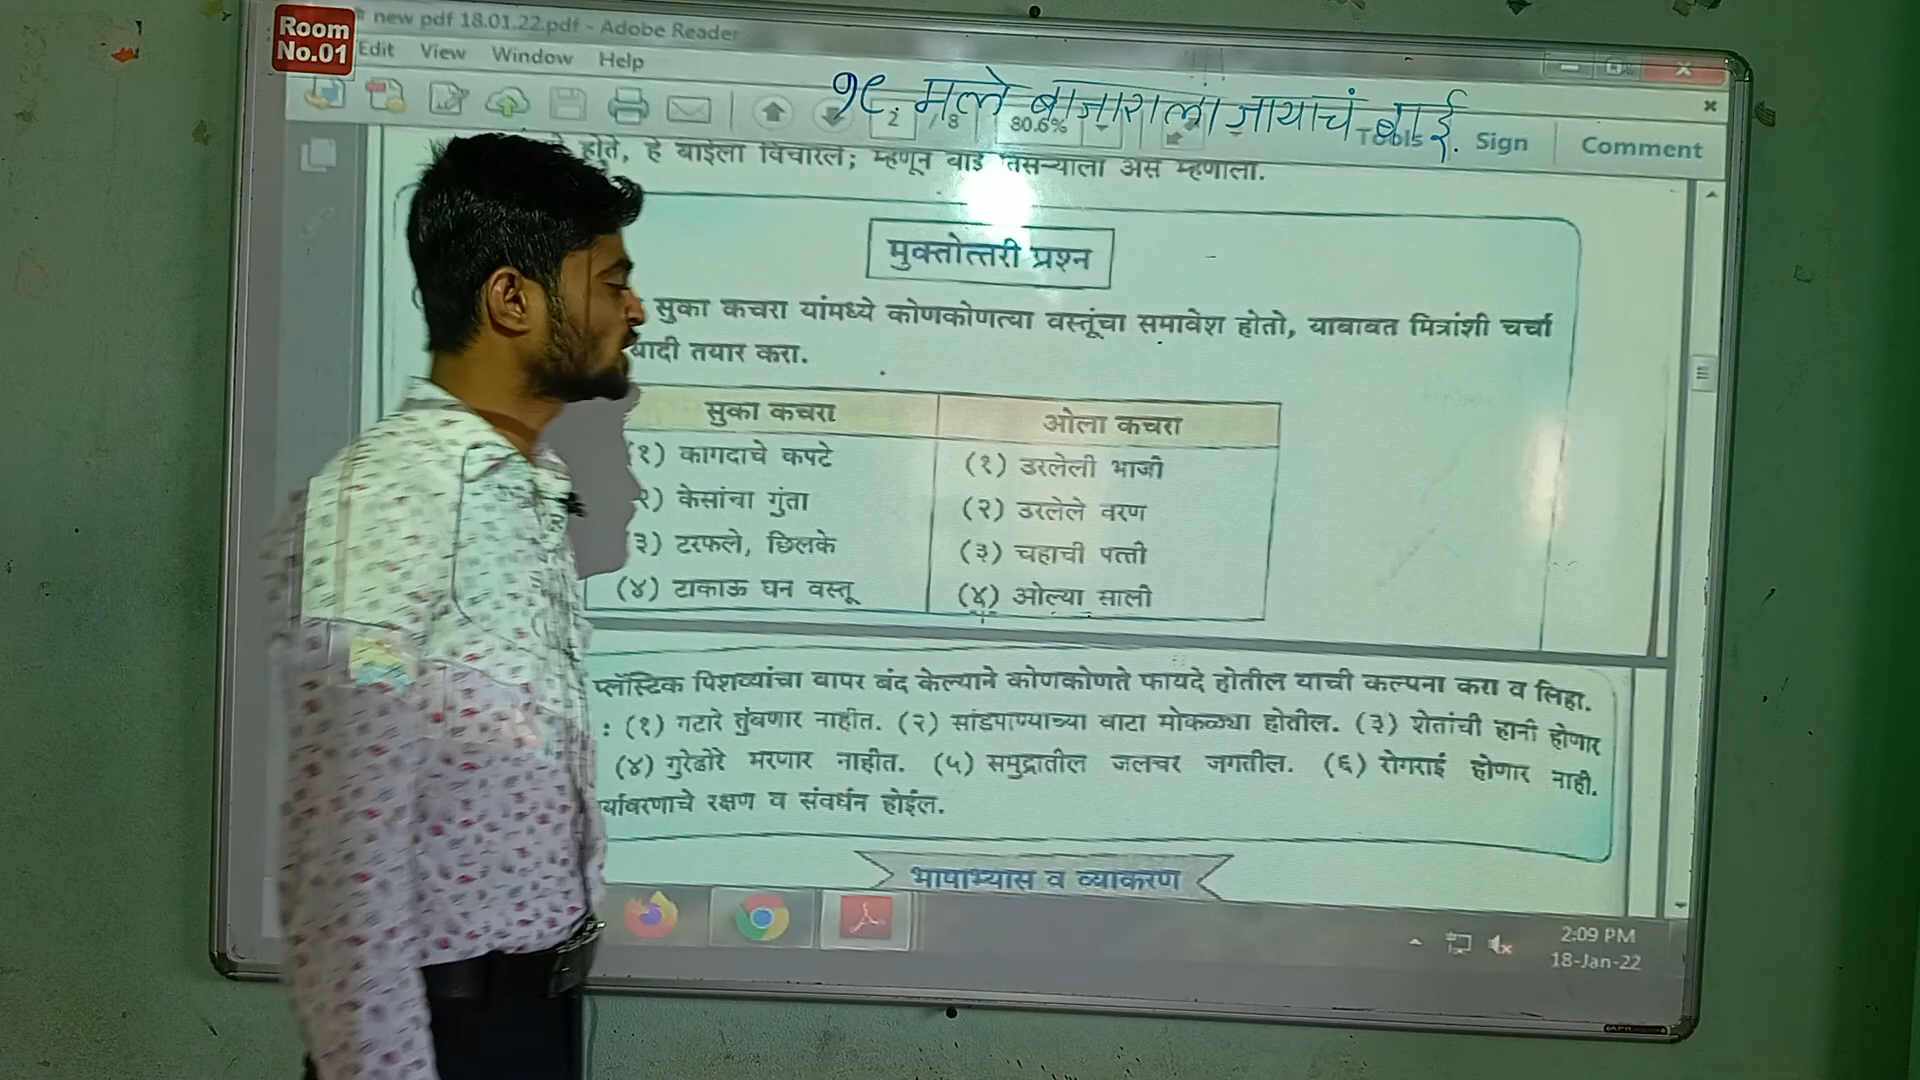 Room
No.01
new pdf 18.01.22.pdf - Adobe Reader
Edit View Window Help
१९. मले बाजाराला जायाचं बाई.
2 / 8 80.6% Tools Sign Comment
होते, हे बाईला विचारले; म्हणून बाई तिसऱ्याला असे म्हणाला.
मुक्तोत्तरी प्रश्न
सुका कचरा यांमध्ये कोणकोणत्या वस्तूंचा समावेश होतो, याबाबत मित्रांशी चर्चा
यादी तयार करा.
सुका कचरा ओला कचरा
(१) कागदाचे कपटे (१) उरलेली भाजी
२) केसांचा गुंता (२) उरलेले वरण
३) टरफले, छिलके (३) चहाची पत्ती
(४) टाकाऊ घन वस्तू (४) ओल्या साली
प्लॅस्टिक पिशव्यांचा वापर बंद केल्याने कोणकोणते फायदे होतील याची कल्पना करा व लिहा.
: (१) गटारे तुंबणार नाहीत. (२) सांडपाण्याच्या वाटा मोकळ्या होतील. (३) शेतांची हानी होणार
(४) गुरेढोरे मरणार नाहीत. (५) समुद्रातील जलचर जगतील. (६) रोगराई होणार नाही.
र्यावरणाचे रक्षण व संवर्धन होईल.
भाषाभ्यास व व्याकरण
2:09 PM
18-Jan-22